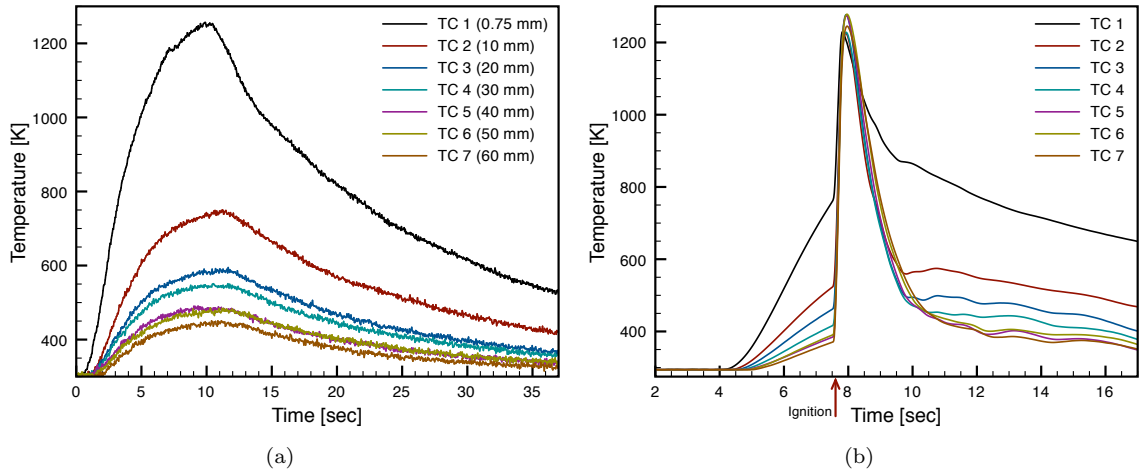 (a)
1200
1000
800
600
400
Temperature [K]
0
5
10
15
20
25
30
35
Time [sec]
TC 1 (0.75 mm)
TC 2 (10 mm)
TC 3 (20 mm)
TC 4 (30 mm)
TC 5 (40 mm)
TC 6 (50 mm)
TC 7 (60 mm)
(b)
1200
1000
800
600
400
Temperature [K]
2
4
6
8
10
12
14
16
Ignition
Time [sec]
TC 1
TC 2
TC 3
TC 4
TC 5
TC 6
TC 7